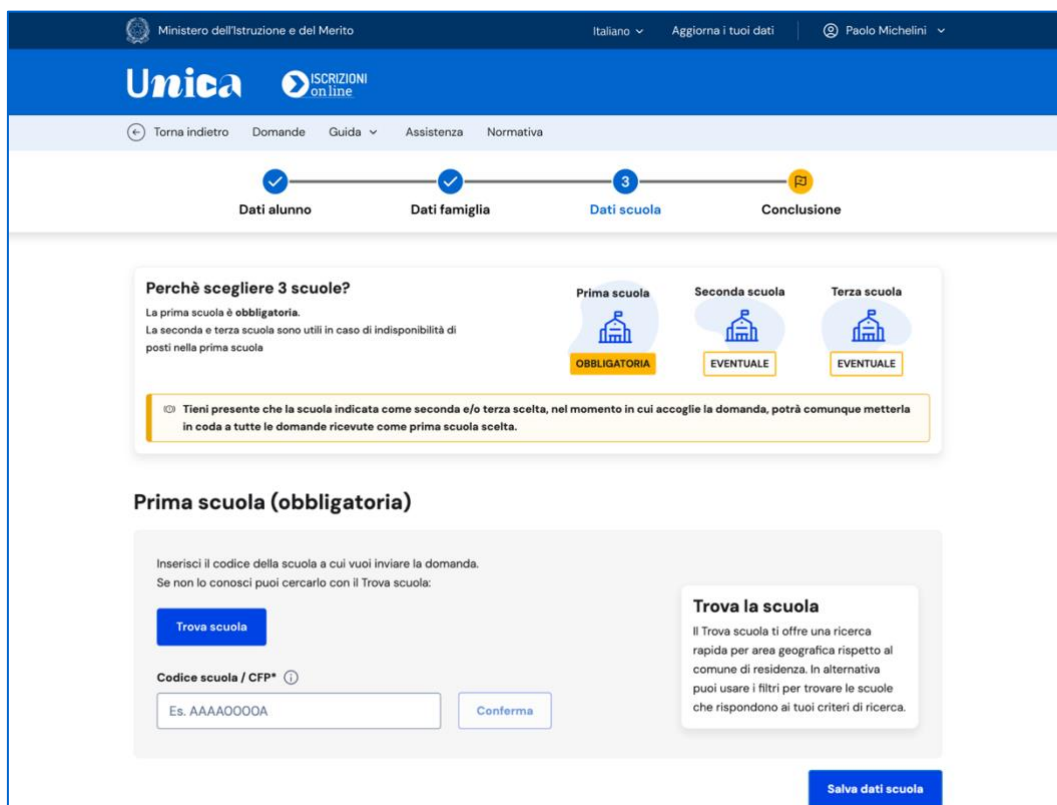 Ministero dell'Istruzione e del Merito
Italiano
Aggiorna i tuoi dati
Paolo Michelini
Unica
ISCRIZIONI
on line
Torna indietro
Domande
Guida
Assistenza
Normativa
3
Dati alunno
Dati famiglia
Dati scuola
Conclusione
Perchè scegliere 3 scuole?
La prima scuola è obbligatoria.
La seconda e terza scuola sono utili in caso di indisponibilità di
posti nella prima scuola
Prima scuola
OBBLIGATORIA
Seconda scuola
EVENTUALE
Terza scuola
EVENTUALE
Tieni presente che la scuola indicata come seconda e/o terza scelta, nel momento in cui accoglie la domanda, potrà comunque metterla
in coda a tutte le domande ricevute come prima scuola scelta.
Prima scuola (obbligatoria)
Inserisci il codice della scuola a cui vuoi inviare la domanda.
Se non lo conosci puoi cercarlo con il Trova scuola:
Trova scuola
Codice scuola / CFP*
Es. AAAA0000A
Conferma
Trova la scuola
Il Trova scuola ti offre una ricerca
rapida per area geografica rispetto al
comune di residenza. In alternativa
puoi usare i filtri per trovare le scuole
che rispondono ai tuoi criteri di ricerca.
Salva dati scuola